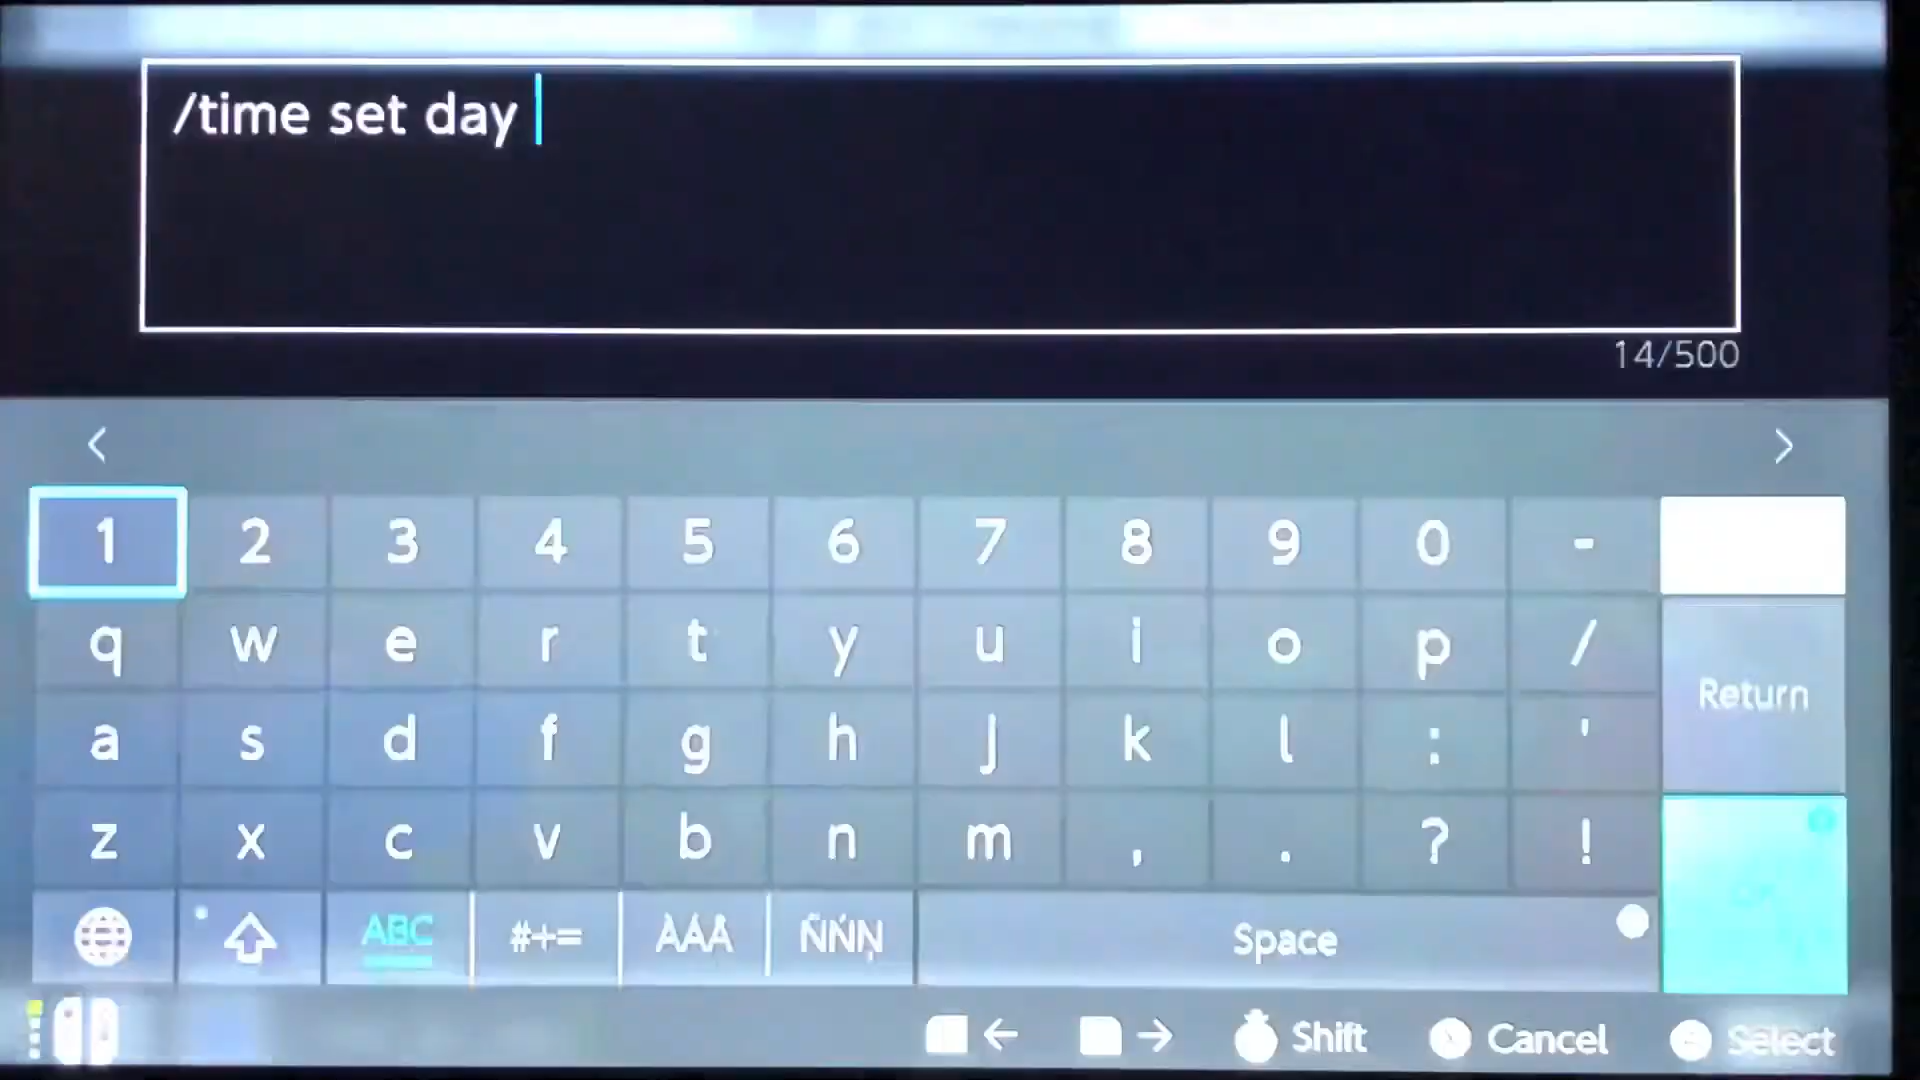 /time set day
14/500
1 2 3 4 5 6 7 8 9 0 -
q w e r t y u i o p /
Return
a s d f g h j k l : '
z x c v b n m , . ? !
ABC #+= ÀÁÂ ÑŃŅ Space
← → Shift Cancel Select